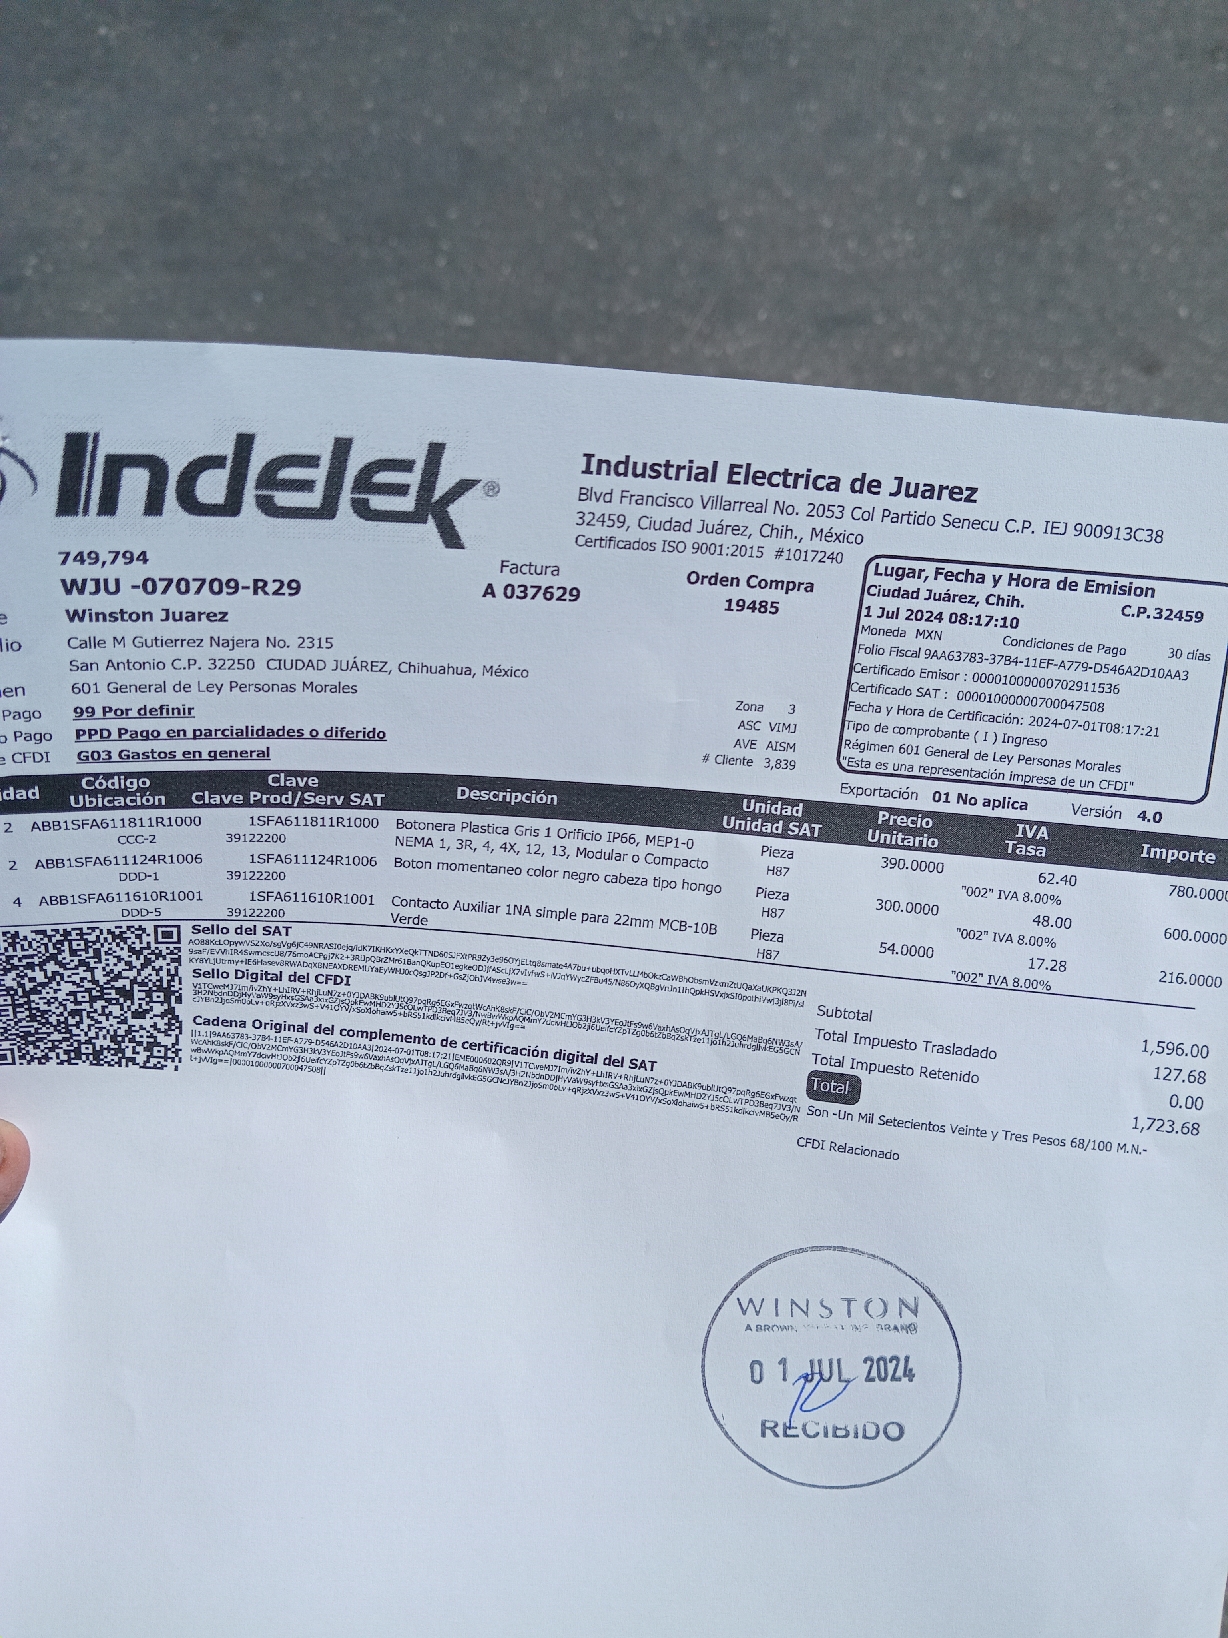 Indelek®
Industrial Electrica de Juarez
Blvd Francisco Villarreal No. 2053 Col Partido Senecu C.P. IEJ 900913C38
32459, Ciudad Juárez, Chih., México
Certificados ISO 9001:2015 #1017240
749,794
WJU -070709-R29
Factura
A 037629
Orden Compra
19485
Winston Juarez
Calle M Gutierrez Najera No. 2315
San Antonio C.P. 32250 CIUDAD JUÁREZ, Chihuahua, México
601 General de Ley Personas Morales
Pago 99 Por definir
Pago PPD Pago en parcialidades o diferido
CFDI G03 Gastos en general
Zona 3
ASC VIMJ
AVE AISM
# Cliente 3,839
Lugar, Fecha y Hora de Emision
Ciudad Juárez, Chih. C.P.32459
1 Jul 2024 08:17:10
Moneda MXN Condiciones de Pago 30 días
Folio Fiscal 9AA63783-37B4-11EF-A779-D546A2D10AA3
Certificado Emisor : 00001000000702911536
Certificado SAT : 00001000000700047508
Fecha y Hora de Certificación: 2024-07-01T08:17:21
Tipo de comprobante ( I ) Ingreso
Régimen 601 General de Ley Personas Morales
"Esta es una representación impresa de un CFDI"
Exportación 01 No aplica Versión 4.0
dad Código Clave Descripción Unidad Precio IVA Importe
Ubicación Clave Prod/Serv SAT Unidad SAT Unitario Tasa
2 ABB1SFA611811R1000 1SFA611811R1000 Botonera Plastica Gris 1 Orificio IP66, MEP1-0 Pieza 390.0000 62.40 780.0000
CCC-2 39122200 NEMA 1, 3R, 4, 4X, 12, 13, Modular o Compacto H87 "002" IVA 8.00%
2 ABB1SFA611124R1006 1SFA611124R1006 Boton momentaneo color negro cabeza tipo hongo Pieza 300.0000 48.00 600.0000
DDD-1 39122200 H87 "002" IVA 8.00%
4 ABB1SFA611610R1001 1SFA611610R1001 Contacto Auxiliar 1NA simple para 22mm MCB-10B Pieza 54.0000 17.28 216.0000
DDD-5 39122200 Verde H87 "002" IVA 8.00%
Sello del SAT
Sello Digital del CFDI
Cadena Original del complemento de certificación digital del SAT
Subtotal 1,596.00
Total Impuesto Trasladado 127.68
Total Impuesto Retenido 0.00
Total 1,723.68
Son -Un Mil Setecientos Veinte y Tres Pesos 68/100 M.N.-
CFDI Relacionado
WINSTON
A BROWN BRAND
01 JUL 2024
RECIBIDO